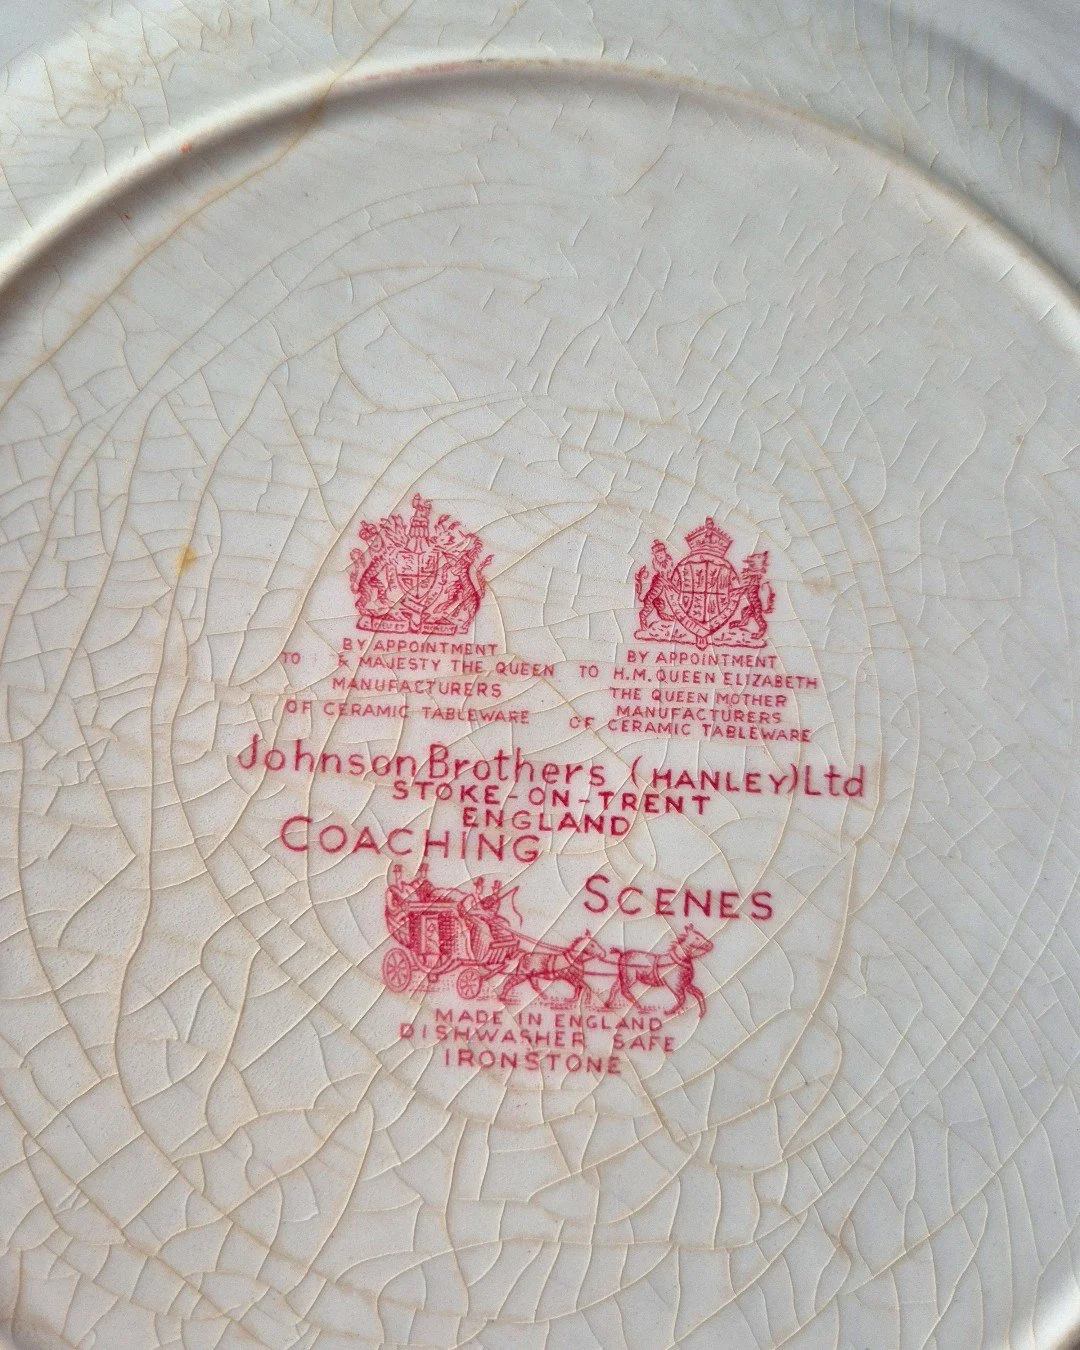 BY APPOINTMENT
TO & MAJESTY THE QUEEN
MANUFACTURERS
OF CERAMIC TABLEWARE
BY APPOINTMENT
TO H.M. QUEEN ELIZABETH
THE QUEEN MOTHER
MANUFACTURERS
OF CERAMIC TABLEWARE
Johnson Brothers (HANLEY) Ltd
STOKE-ON-TRENT
ENGLAND
COACHING
SCENES
MADE IN ENGLAND
DISHWASHER SAFE
IRONSTONE